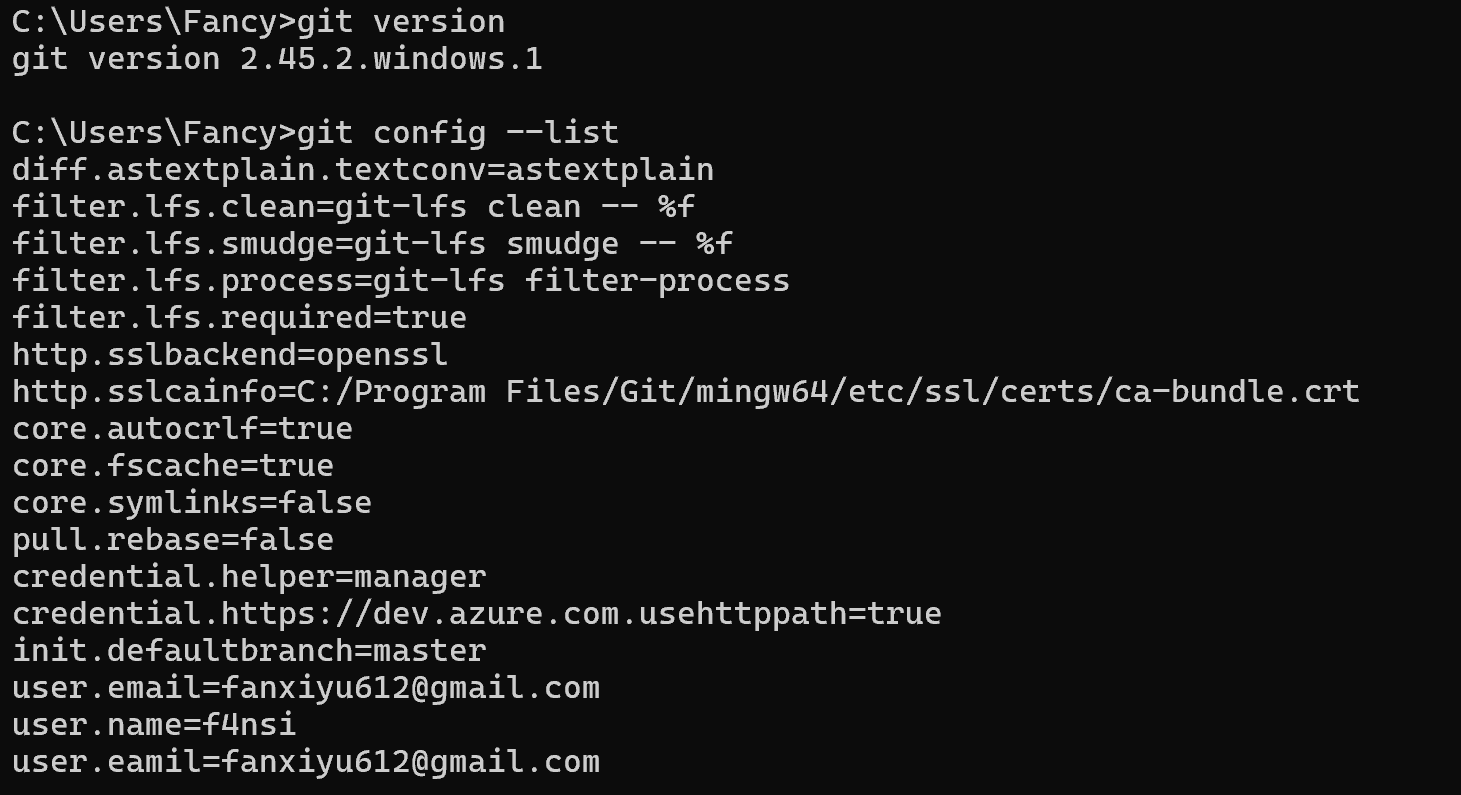 C:\Users\Fancy>git version
git version 2.45.2.windows.1
C:\Users\Fancy>git config --list
diff.astextplain.textconv=astextplain
filter.lfs.clean=git-lfs clean -- %f
filter.lfs.smudge=git-lfs smudge -- %f
filter.lfs.process=git-lfs filter-process
filter.lfs.required=true
http.sslbackend=openssl
http.sslcainfo=C:/Program Files/Git/mingw64/etc/ssl/certs/ca-bundle.crt
core.autocrlf=true
core.fscache=true
core.symlinks=false
pull.rebase=false
credential.helper=manager
credential.https://dev.azure.com.usehttppath=true
init.defaultbranch=master
user.email=fanxiyu612@gmail.com
user.name=f4nsi
user.eamil=fanxiyu612@gmail.com